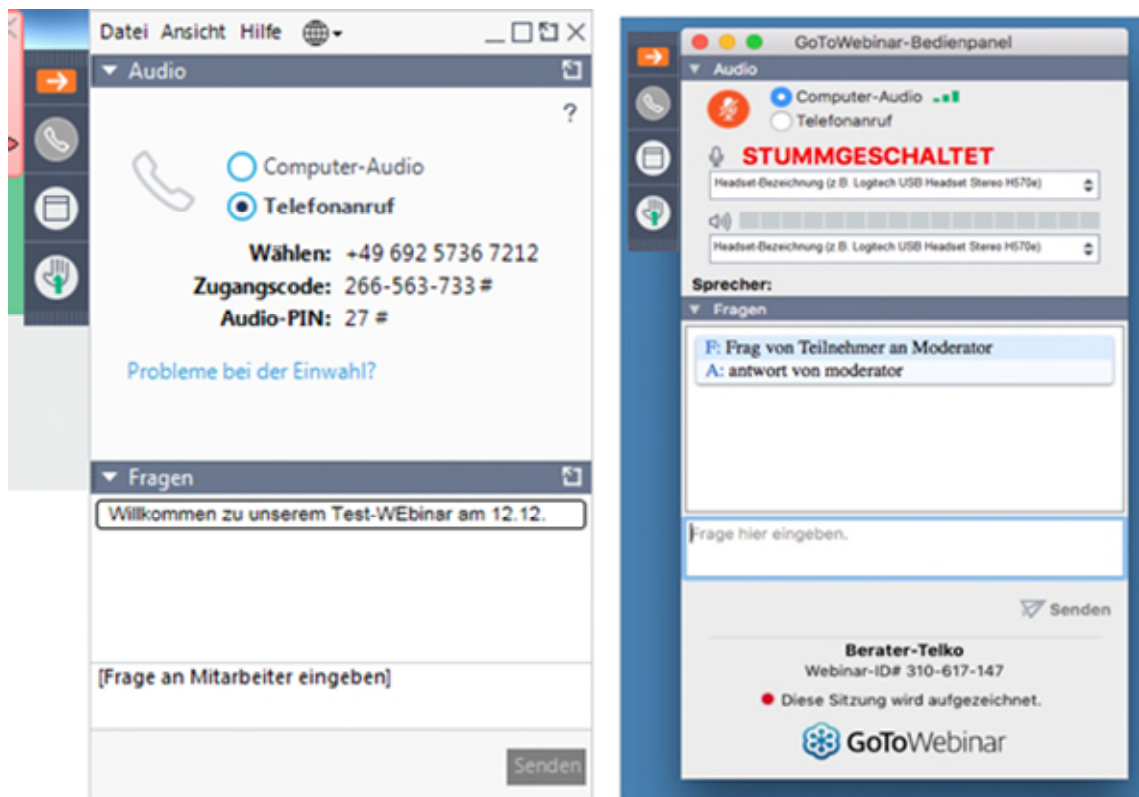 Datei Ansicht Hilfe
Audio
?
Computer-Audio
Telefonanruf
Wählen: +49 692 5736 7212
Zugangscode: 266-563-733 #
Audio-PIN: 27 #
Probleme bei der Einwahl?
Fragen
Willkommen zu unserem Test-WEbinar am 12.12.
[Frage an Mitarbeiter eingeben]
Senden
GoToWebinar-Bedienpanel
Audio
Computer-Audio
Telefonanruf
STUMMGESCHALTET
Headset-Bezeichnung (z.B. Logitech USB Headset Stereo H570e)
Headset-Bezeichnung (z.B. Logitech USB Headset Stereo H570e)
Sprecher:
Fragen
F: Frag von Teilnehmer an Moderator
A: antwort von moderator
Frage hier eingeben.
Senden
Berater-Telko
Webinar-ID# 310-617-147
Diese Sitzung wird aufgezeichnet.
GoToWebinar